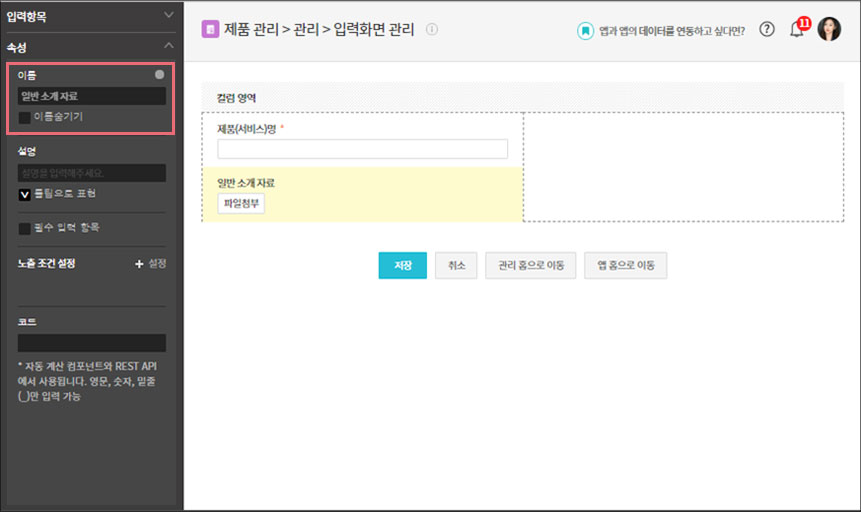 입력항목
속성
이름
일반 소개 자료
이름숨기기
설명
설명을 입력해주세요.
툴팁으로 표현
필수 입력 항목
노출 조건 설정 + 설정
코드
* 자동 계산 컴포넌트와 REST API
에서 사용됩니다. 영문, 숫자, 밑줄
(_)만 입력 가능
제품 관리 > 관리 > 입력화면 관리
앱과 앱의 데이터를 연동하고 싶다면?
11
컬럼 영역
제품(서비스)명 *
일반 소개 자료
파일첨부
저장 취소 관리 홈으로 이동 앱 홈으로 이동